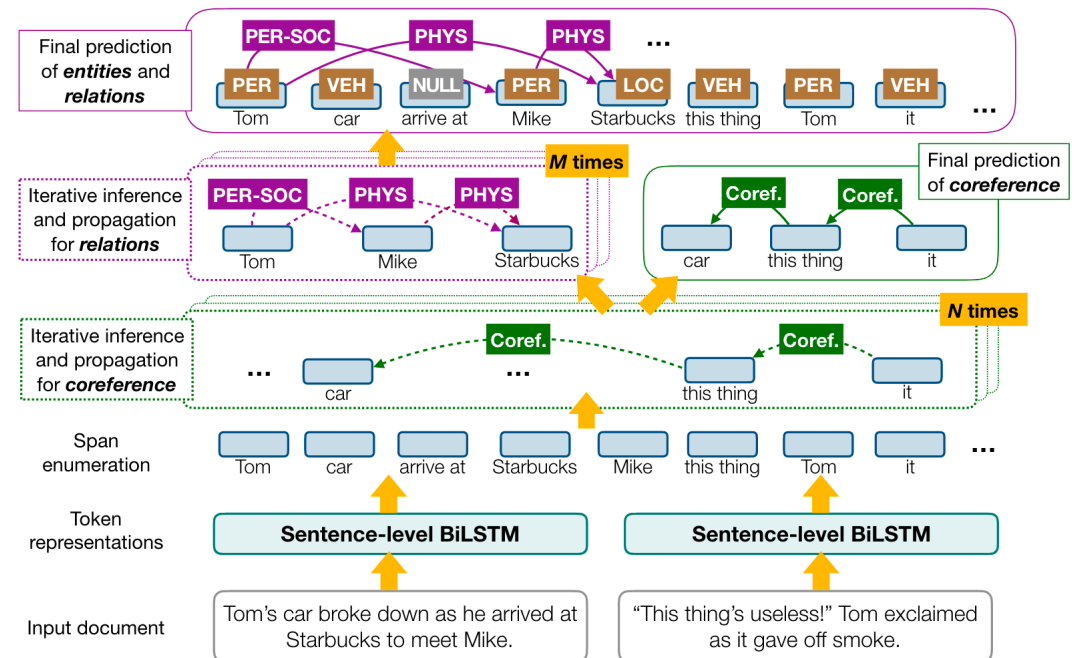 Final prediction
of entities and
relations
PER-SOC PHYS PHYS ...
PER VEH NULL PER LOC VEH PER VEH
Tom car arrive at Mike Starbucks this thing Tom it ...
Iterative inference
and propagation
for relations
M times
PER-SOC PHYS PHYS
Tom Mike Starbucks
Final prediction
of coreference
Coref. Coref.
car this thing it
Iterative inference
and propagation
for coreference
N times
Coref. Coref.
... ...
car this thing it
Span
enumeration
Tom car arrive at Starbucks Mike this thing Tom it ...
Token
representations
Sentence-level BiLSTM
Sentence-level BiLSTM
Input document
Tom's car broke down as he arrived at
Starbucks to meet Mike.
“This thing's useless!” Tom exclaimed
as it gave off smoke.